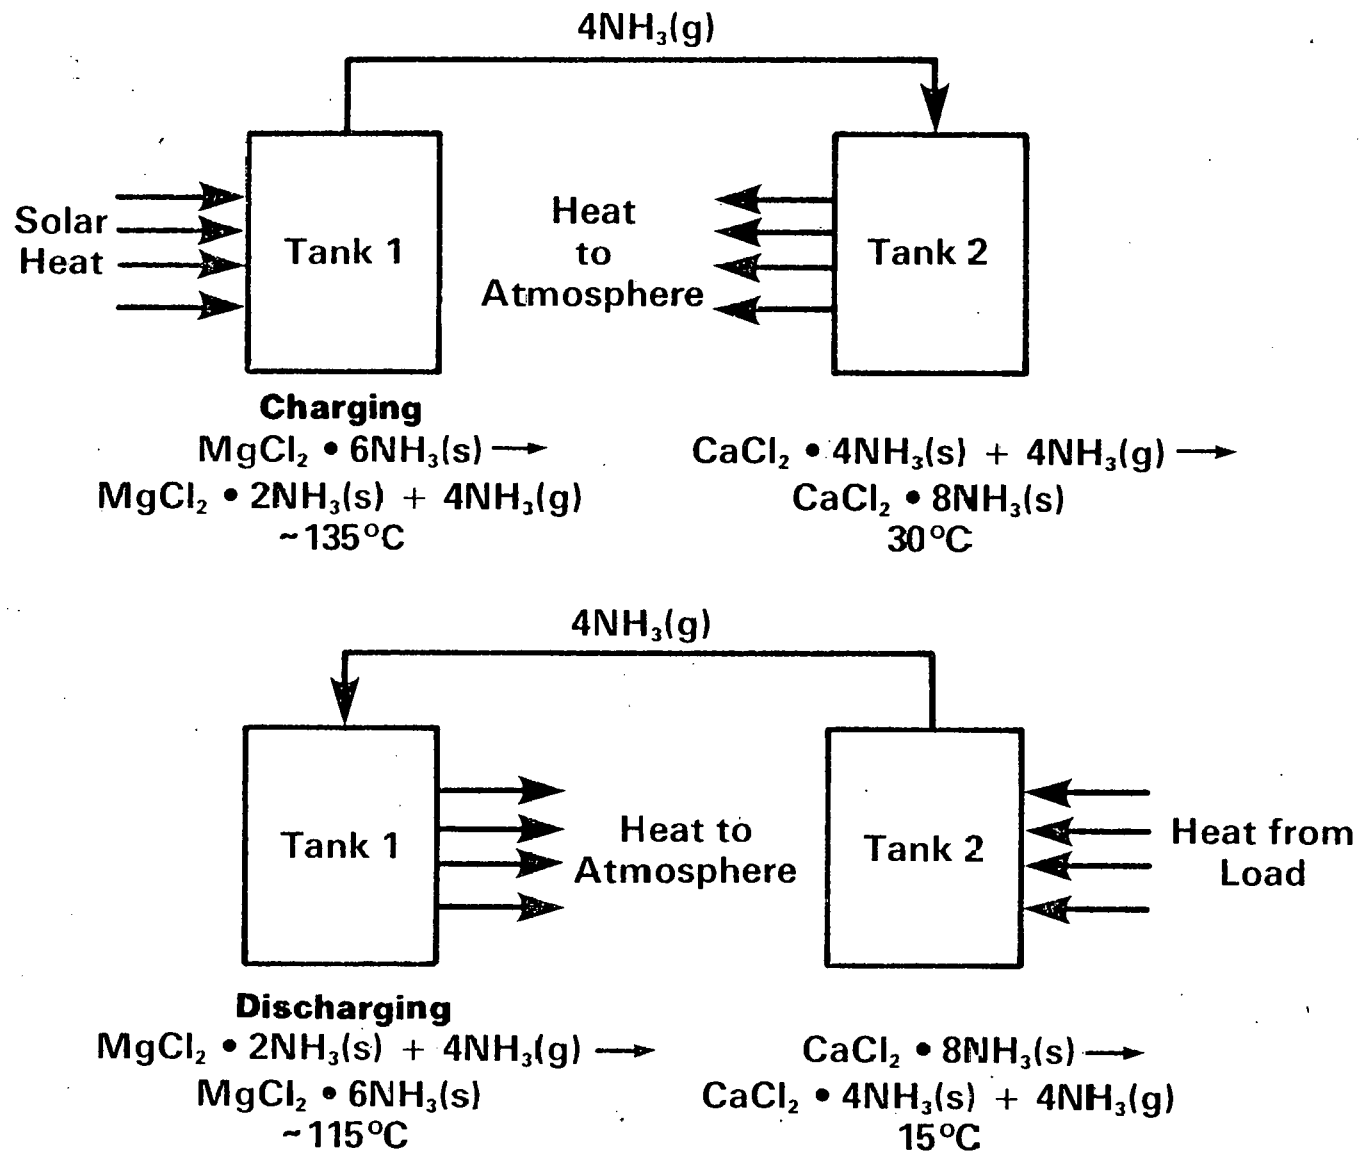 4NH₃(g)
Solar
Heat
Tank 1
Heat
to
Atmosphere
Tank 2
Charging
MgCl₂ • 6NH₃(s) →
MgCl₂ • 2NH₃(s) + 4NH₃(g)
~135°C
CaCl₂ • 4NH₃(s) + 4NH₃(g) →
CaCl₂ • 8NH₃(s)
30°C
4NH₃(g)
Tank 1
Heat to
Atmosphere
Tank 2
Heat from
Load
Discharging
MgCl₂ • 2NH₃(s) + 4NH₃(g) →
MgCl₂ • 6NH₃(s)
~115°C
CaCl₂ • 8NH₃(s) →
CaCl₂ • 4NH₃(s) + 4NH₃(g)
15°C